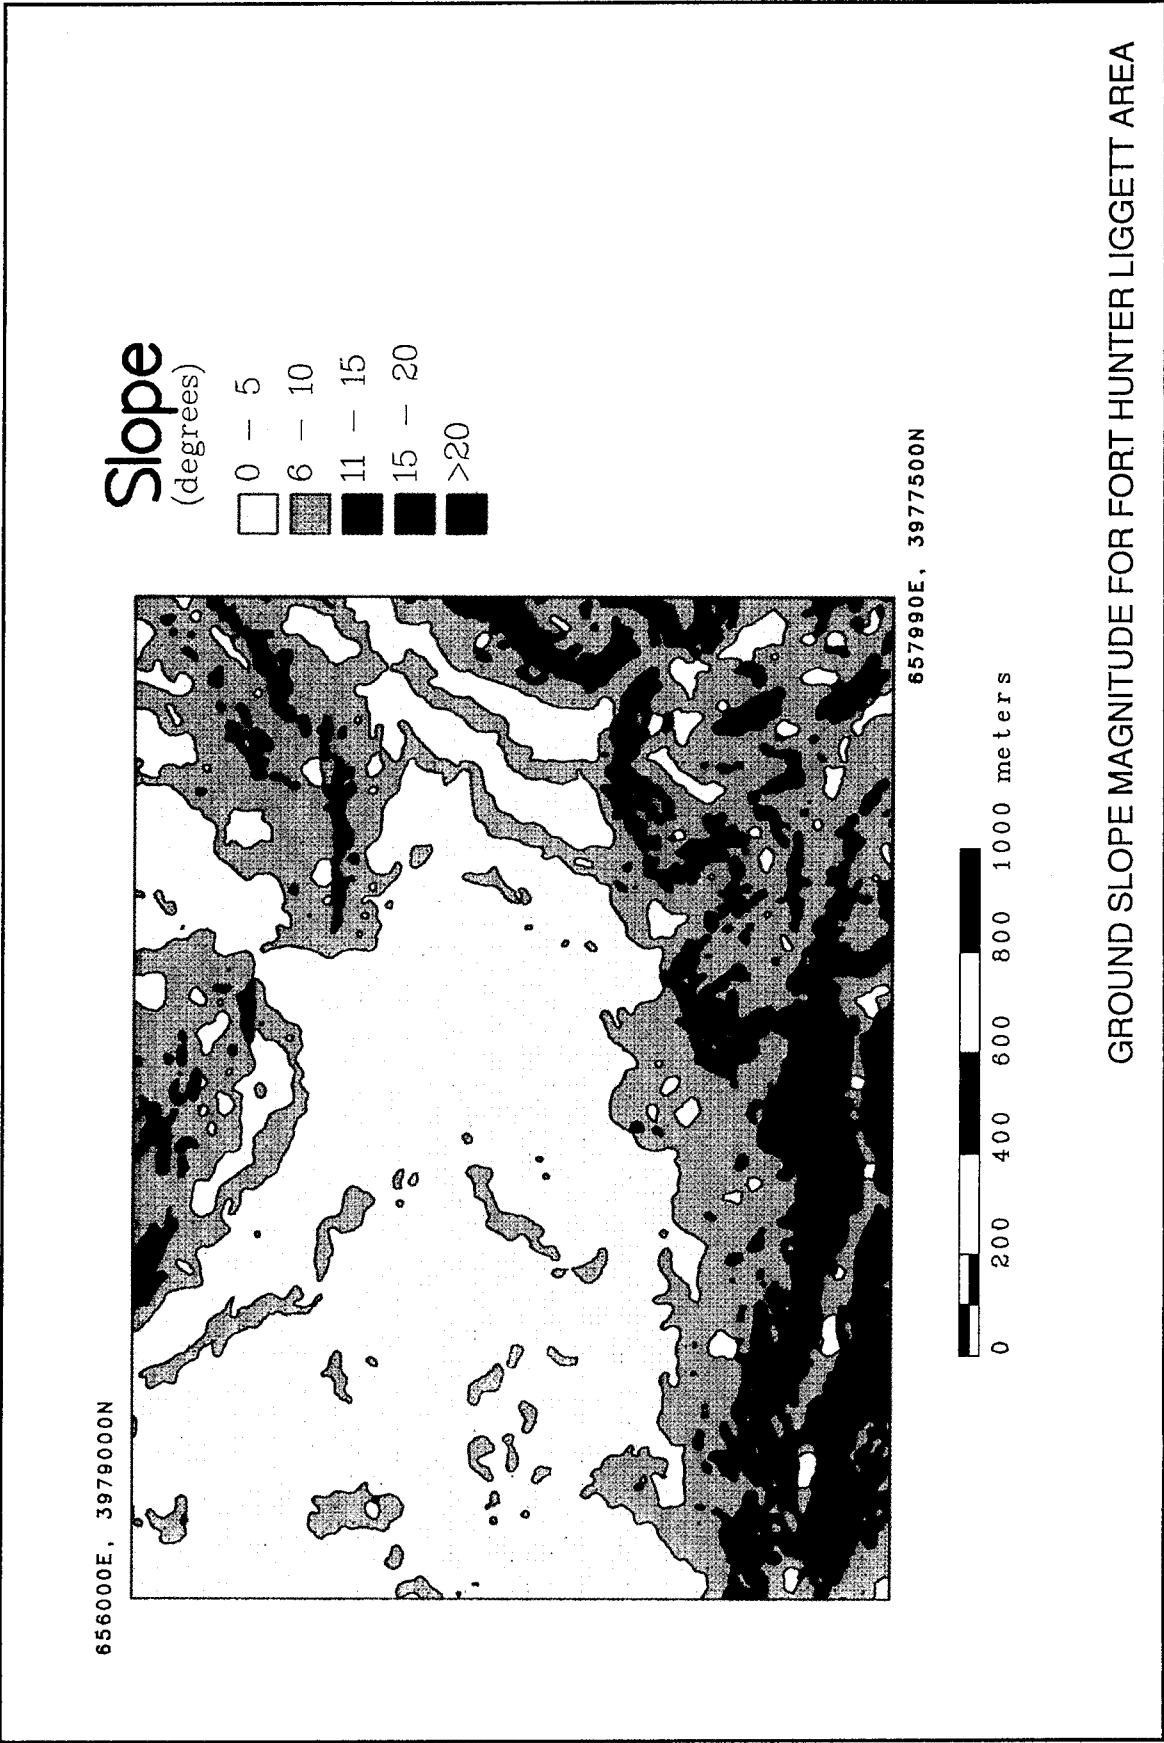 656000E, 3979000N
Slope
(degrees)
0 – 5
6 – 10
11 – 15
15 – 20
>20
657990E, 3977500N
0 200 400 600 800 1000 meters
GROUND SLOPE MAGNITUDE FOR FORT HUNTER LIGGETT AREA